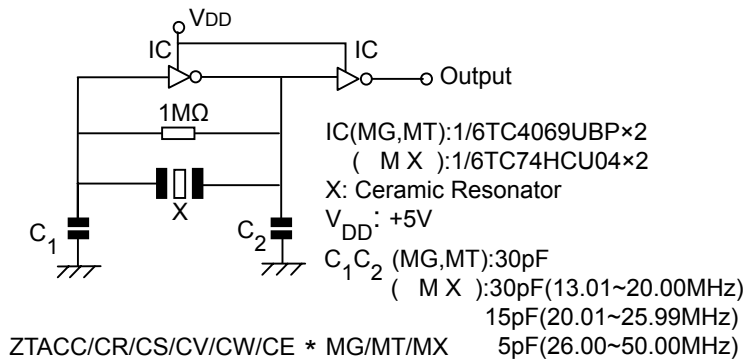 VDD
IC
IC
Output
1MΩ
X
C1
C2
IC(MG,MT):1/6TC4069UBP×2
( M X ):1/6TC74HCU04×2
X: Ceramic Resonator
VDD: +5V
C1C2 (MG,MT):30pF
( M X ):30pF(13.01~20.00MHz)
15pF(20.01~25.99MHz)
5pF(26.00~50.00MHz)
ZTACC/CR/CS/CV/CW/CE * MG/MT/MX